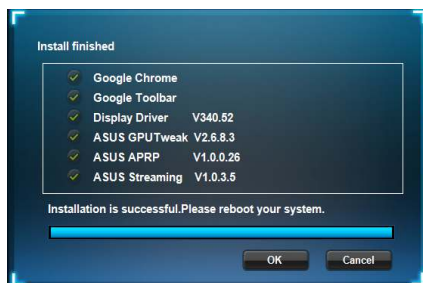 Install finished
Google Chrome
Google Toolbar
Display Driver V340.52
ASUS GPUTweak V2.6.8.3
ASUS APRP V1.0.0.26
ASUS Streaming V1.0.3.5
Installation is successful.Please reboot your system.
OK Cancel